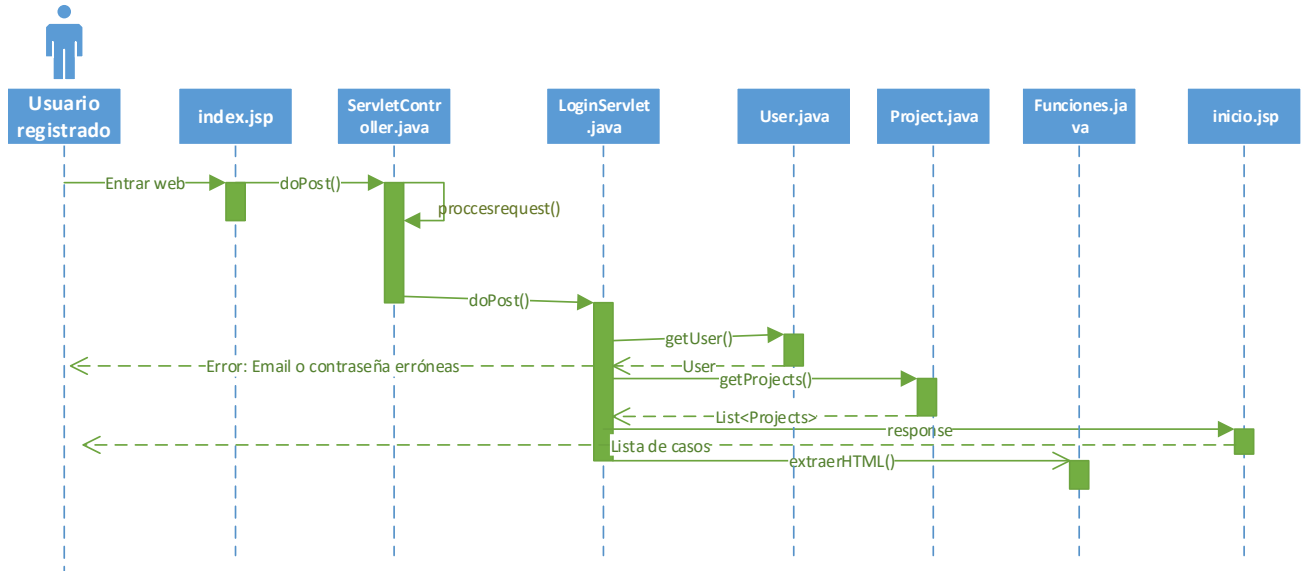 Usuario
registrado
index.jsp
ServletContr
oller.java
LoginServlet
.java
User.java
Project.java
Funciones.ja
va
inicio.jsp
Entrar web
doPost()
proccesrequest()
doPost()
getUser()
Error: Email o contraseña erróneas
User
getProjects()
List<Projects>
response
Lista de casos
extraerHTML()